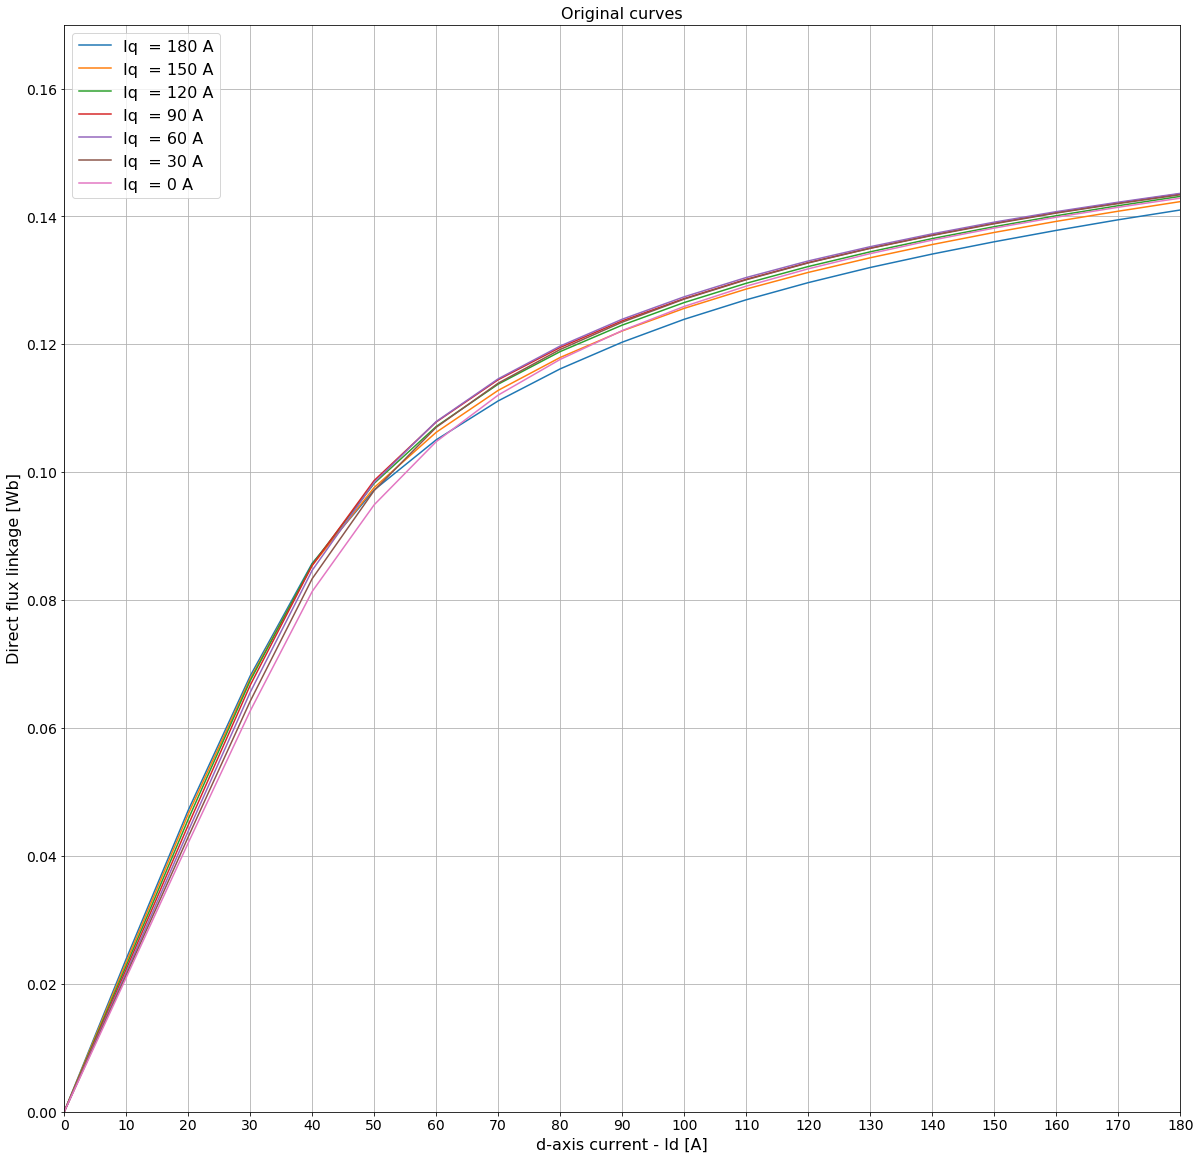 Original curves
Iq = 180 A
Iq = 150 A
Iq = 120 A
Iq = 90 A
Iq = 60 A
Iq = 30 A
Iq = 0 A
0.16
0.14
0.12
0.10
0.08
0.06
0.04
0.02
0.00
Direct flux linkage [Wb]
0 10 20 30 40 50 60 70 80 90 100 110 120 130 140 150 160 170 180
d-axis current - Id [A]